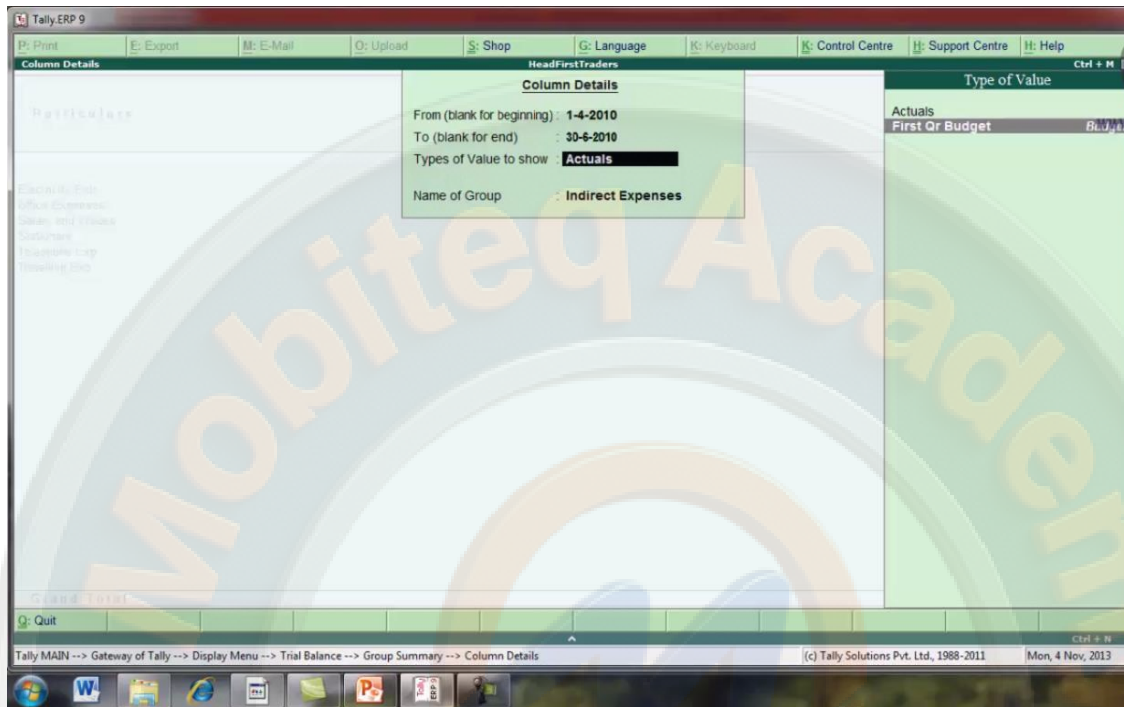 Tally.ERP 9
P: Print E: Export M: E-Mail O: Upload S: Shop G: Language K: Keyboard K: Control Centre H: Support Centre H: Help
Column Details HeadFirstTraders Ctrl + M
Column Details
From (blank for beginning) : 1-4-2010
To (blank for end) : 30-6-2010
Types of Value to show : Actuals
Name of Group : Indirect Expenses
Type of Value
Actuals
First Qr Budget
Particulars
Stationary
Grand Total
Q: Quit
Ctrl + N
Tally MAIN --> Gateway of Tally --> Display Menu --> Trial Balance --> Group Summary --> Column Details (c) Tally Solutions Pvt. Ltd., 1988-2011 Mon, 4 Nov, 2013
Mobiteq Academ